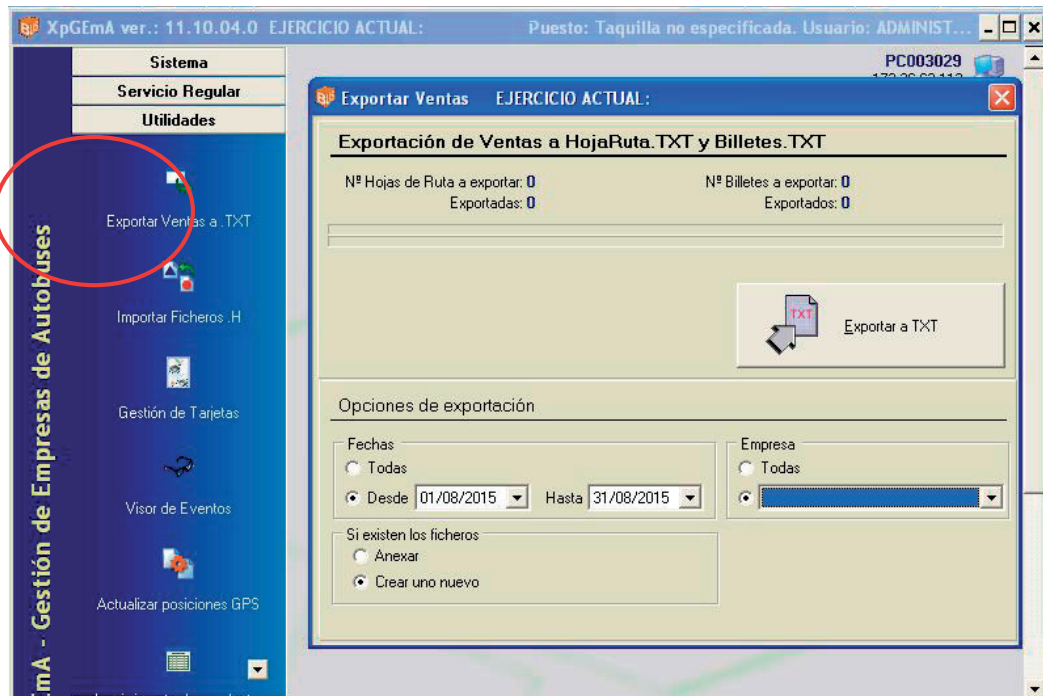 XpGEmA ver.: 11.10.04.0 EJERCICIO ACTUAL: Puesto: Taquilla no especificada. Usuario: ADMINIST...
Sistema
Servicio Regular
Utilidades
Exportar Ventas a .TXT
Importar Ficheros .H
Gestión de Tarjetas
Visor de Eventos
Actualizar posiciones GPS
EmA - Gestión de Empresas de Autobuses
PC003029
Exportar Ventas EJERCICIO ACTUAL:
Exportación de Ventas a HojaRuta.TXT y Billetes.TXT
Nº Hojas de Ruta a exportar: 0 Nº Billetes a exportar: 0
Exportadas: 0 Exportados: 0
TXT
Exportar a TXT
Opciones de exportación
Fechas
Todas
Desde 01/08/2015 Hasta 31/08/2015
Empresa
Todas
Si existen los ficheros
Anexar
Crear uno nuevo